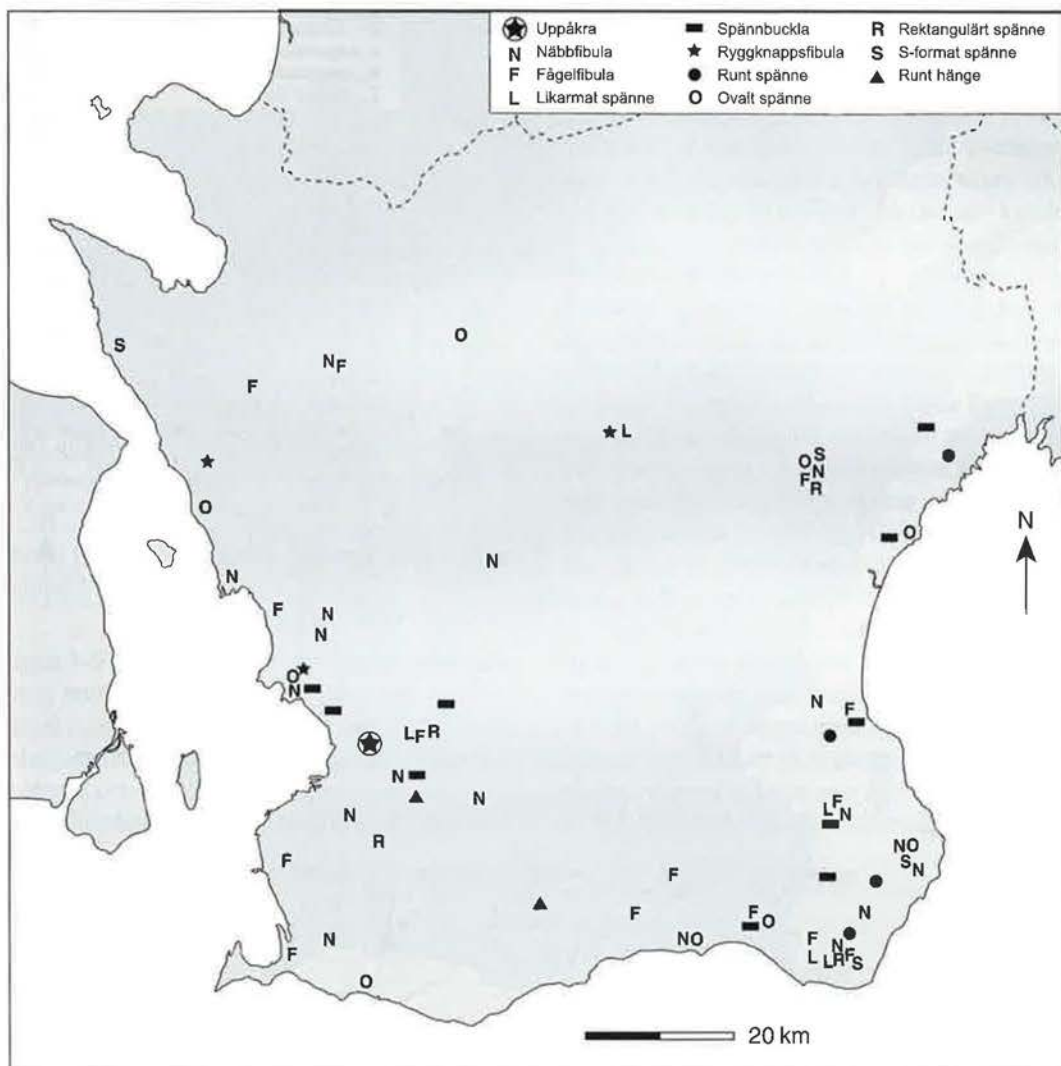 Uppåkra
N Näbbfibula
F Fågelfibula
L Likarmat spänne
Spännbuckla
Ryggknappsfibula
Runt spänne
O Ovalt spänne
R Rektangulärt spänne
S S-format spänne
Runt hänge
O
S
N F
F
L
S
O N
F R
O
O
N
N
F
N
N
O
N
N
F
L F R
N
N
N
L F
N
R
N O
F
S N
F
F
N
F
O
N
F
N O
F
N
F
L
L R F S
O
N
20 km